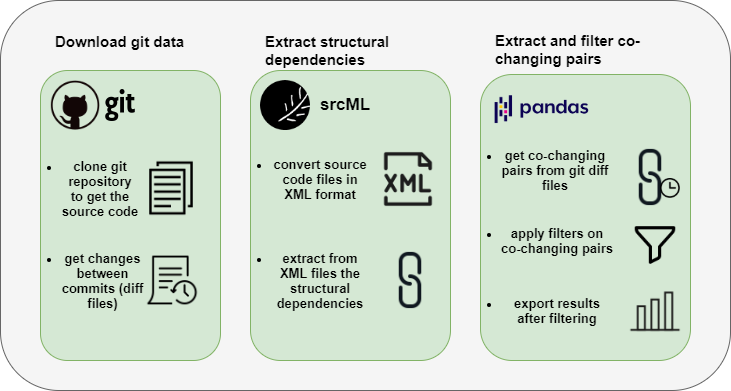 Download git data
git
• clone git
repository
to get the
source code
• get changes
between
commits (diff
files)
Extract structural
dependencies
srcML
• convert source
code files in
XML format
XML
• extract from
XML files the
structural
dependencies
Extract and filter co-
changing pairs
pandas
• get co-changing
pairs from git diff
files
• apply filters on
co-changing pairs
• export results
after filtering